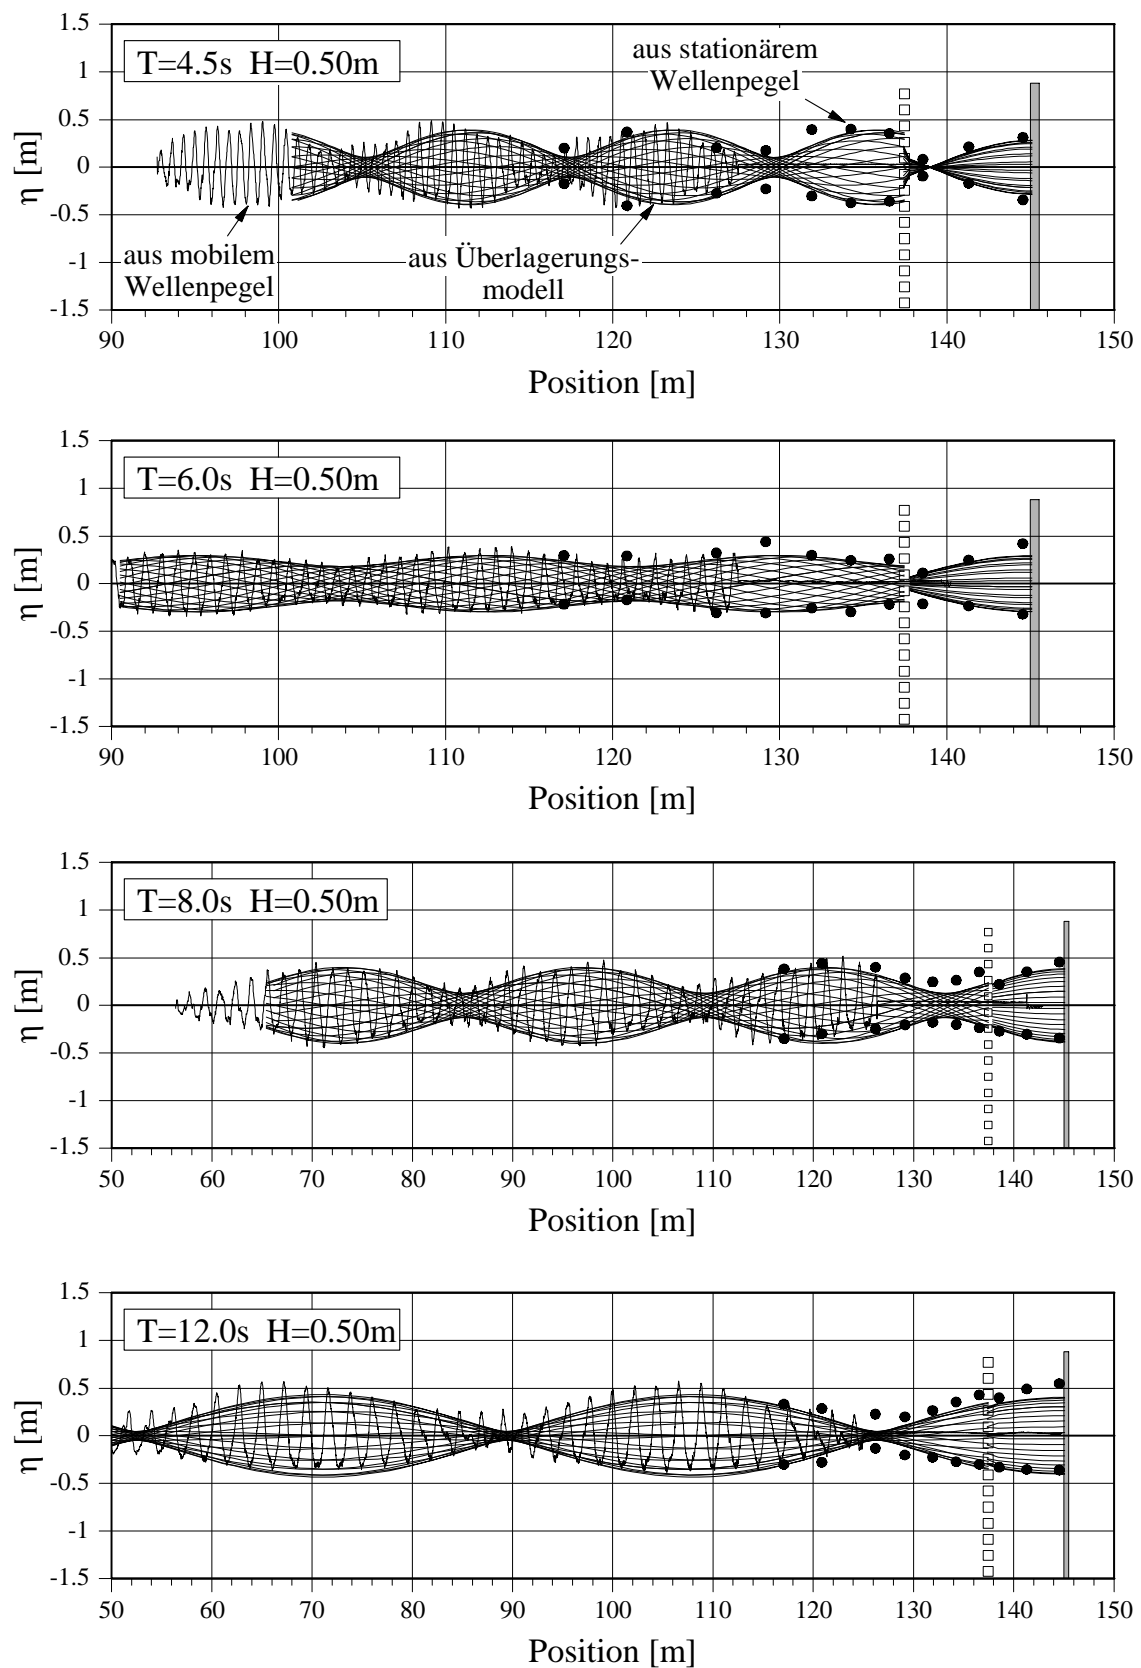 1.5
T=4.5s H=0.50m
aus stationärem
Wellenpegel
1
0.5
0
-0.5
-1
-1.5
η [m]
aus mobilem
Wellenpegel
aus Überlagerungs-
modell
90 100 110 120 130 140 150
Position [m]
1.5
T=6.0s H=0.50m
1
0.5
0
-0.5
-1
-1.5
η [m]
90 100 110 120 130 140 150
Position [m]
1.5
T=8.0s H=0.50m
1
0.5
0
-0.5
-1
-1.5
η [m]
50 60 70 80 90 100 110 120 130 140 150
Position [m]
1.5
T=12.0s H=0.50m
1
0.5
0
-0.5
-1
-1.5
η [m]
50 60 70 80 90 100 110 120 130 140 150
Position [m]